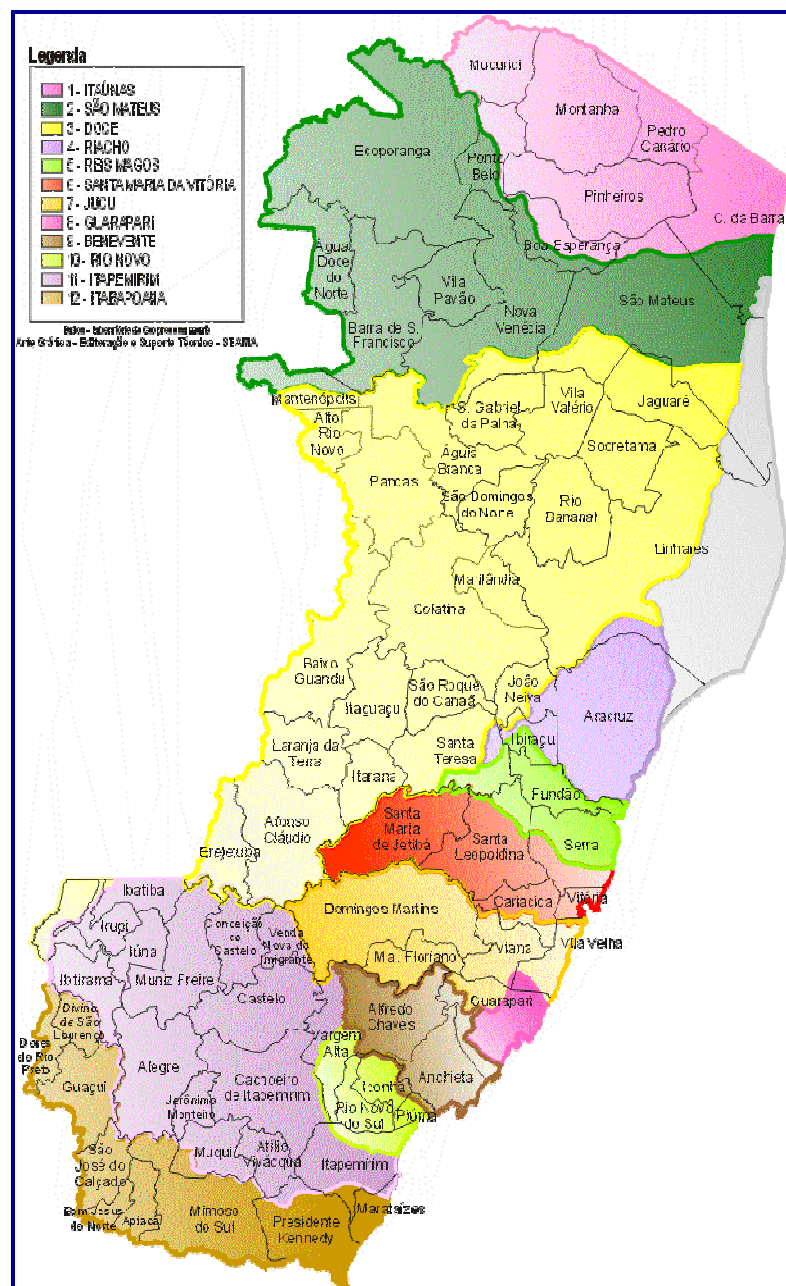 Legenda
1- ITAÚNAS
2- SÃO MATEUS
3- DOCE
4- RIACHO
5- REIS MAGOS
6- SANTA MARIA DA VITÓRIA
7- JUCU
8- GUARAPARI
9- BENEVENTE
10- RIO NOVO
11- ITAPEMIRIM
12- ITABAPOANA
Arte Gráfica - Editoração e Suporte Técnico - SEAMA
Mucurici
Montanha
Pedro
Canário
Ecoporanga
Ponto
Belo
Pinheiros
C. da Barra
Boa Esperança
Água
Doce
do
Norte
Vila
Pavão
São Mateus
Nova
Venécia
Barra de S.
Francisco
Mantenópolis
Alto
Rio
Novo
S. Gabriel
da Palha
Vila
Valério
Jaguaré
Sooretama
Águia
Branca
Pancas
São Domingos
do Norte
Rio
Bananal
Linhares
Marilândia
Colatina
Baixo
Guandu
São Roque
do Canaã
João
Neiva
Itaguaçu
Aracruz
Ibiraçu
Laranja da
Terra
Santa
Teresa
Itarana
Fundão
Afonso
Cláudio
Santa
Maria
de Jetibá
Santa
Leopoldina
Serra
Brejetuba
Ibatiba
Cariacica
Vitória
Domingos Martins
Irupi
Conceição
do
Castelo
Venda
Nova do
Imigrante
Iúna
Viana
Vila Velha
Ma. Floriano
Ibitirama
Muniz Freire
Castelo
Guarapari
Alfredo
Chaves
Divino
de São
Lourenço
Vargem
Alta
Dores
do Rio
Preto
Alegre
Anchieta
Guaçuí
Cachoeiro
de Itapemirim
Iconha
Jerônimo
Monteiro
Rio Novo
do Sul
Piúma
Muqui
Atílio
Vivácqua
São
José do
Calçado
Itapemirim
Bom Jesus
do Norte
Apiacá
Mimoso
do Sul
Presidente
Kennedy
Marataízes